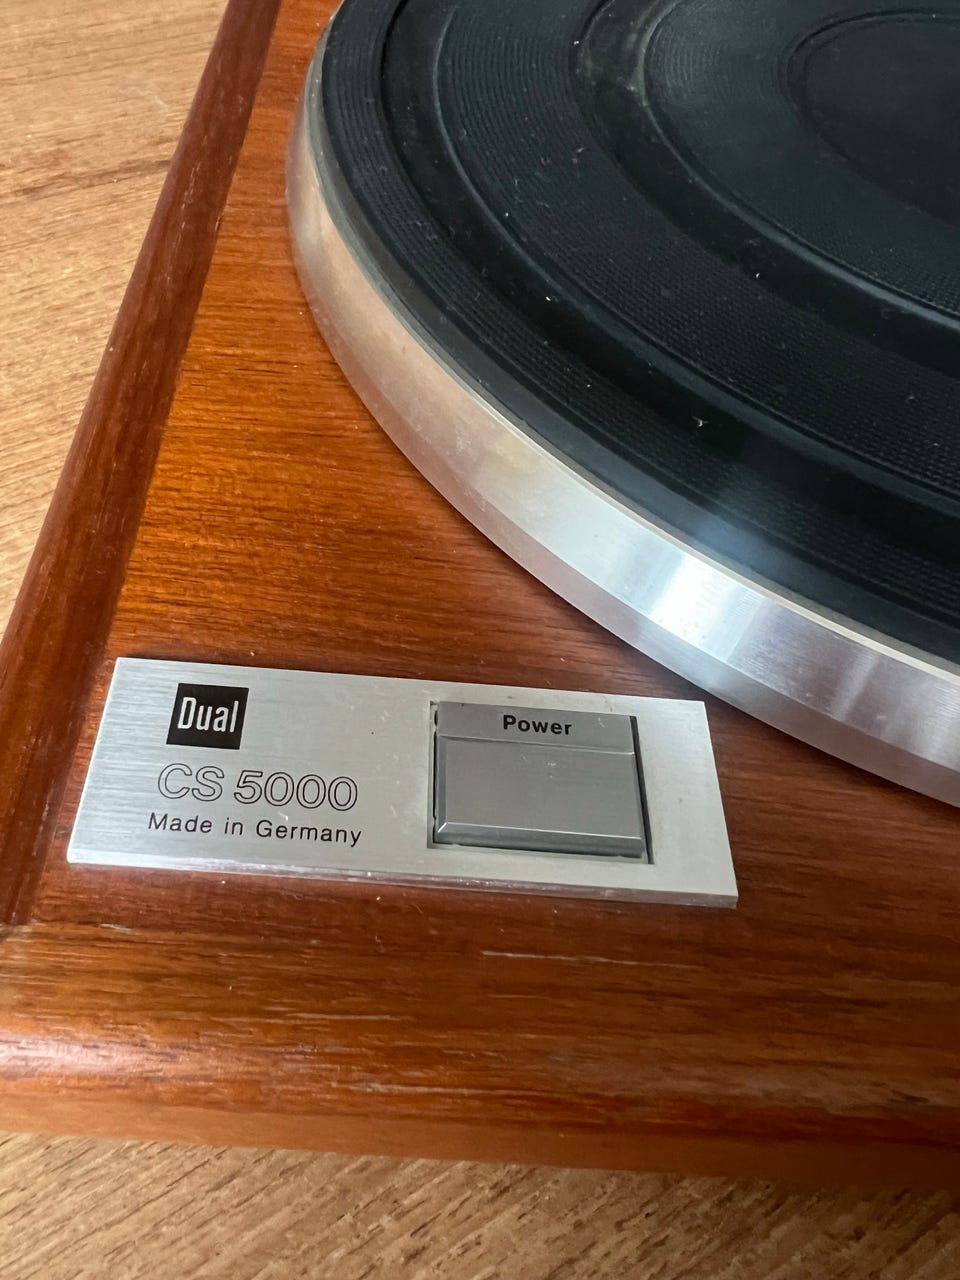 Dual
CS 5000
Made in Germany
Power